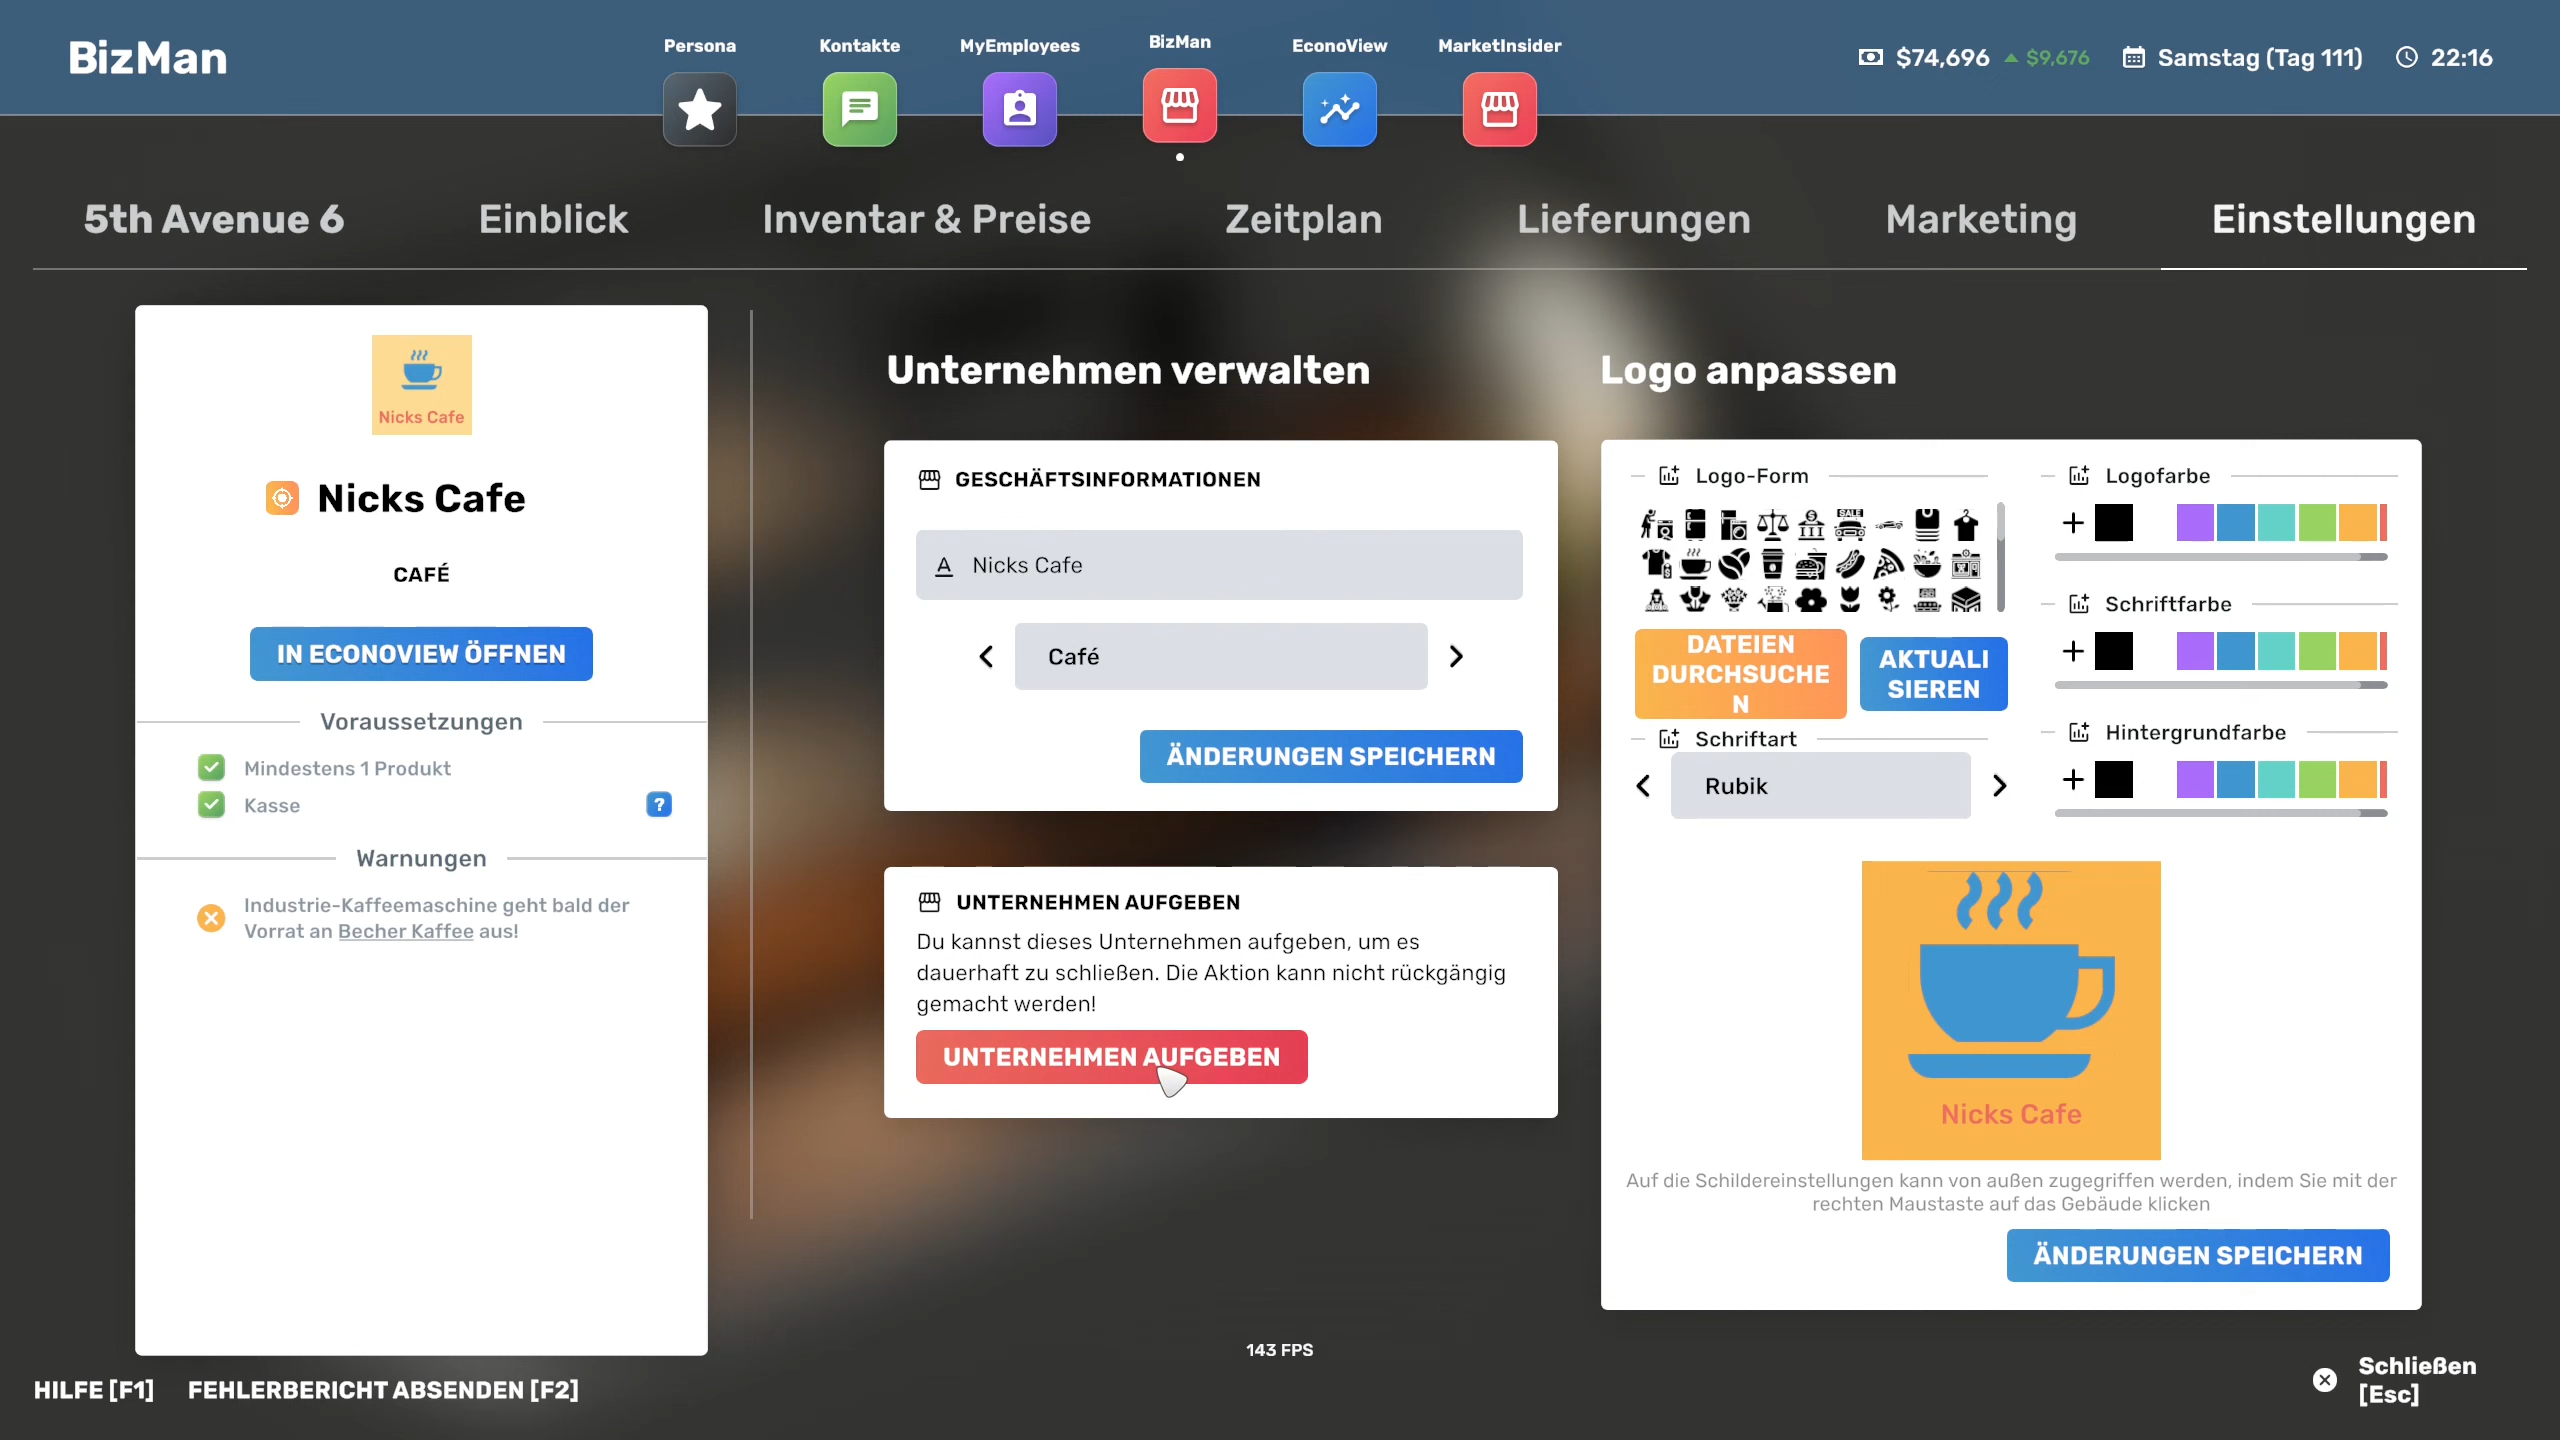 BizMan
Persona
Kontakte
MyEmployees
BizMan
EconoView
MarketInsider
$74,696
$9,676
Samstag (Tag 111)
22:16
5th Avenue 6
Einblick
Inventar & Preise
Zeitplan
Lieferungen
Marketing
Einstellungen
Nicks Cafe
Nicks Cafe
CAFÉ
IN ECONOVIEW ÖFFNEN
Voraussetzungen
Mindestens 1 Produkt
Kasse
?
Warnungen
Industrie-Kaffeemaschine geht bald der
Vorrat an Becher Kaffee aus!
Unternehmen verwalten
GESCHÄFTSINFORMATIONEN
Nicks Cafe
Café
ÄNDERUNGEN SPEICHERN
UNTERNEHMEN AUFGEBEN
Du kannst dieses Unternehmen aufgeben, um es
dauerhaft zu schließen. Die Aktion kann nicht rückgängig
gemacht werden!
UNTERNEHMEN AUFGEBEN
Logo anpassen
Logo-Form
SALE
DATEIEN
DURCHSUCHE
N
AKTUALI
SIEREN
Schriftart
Rubik
Logofarbe
Schriftfarbe
Hintergrundfarbe
Nicks Cafe
Auf die Schildereinstellungen kann von außen zugegriffen werden, indem Sie mit der
rechten Maustaste auf das Gebäude klicken
ÄNDERUNGEN SPEICHERN
143 FPS
HILFE [F1]
FEHLERBERICHT ABSENDEN [F2]
Schließen
[Esc]